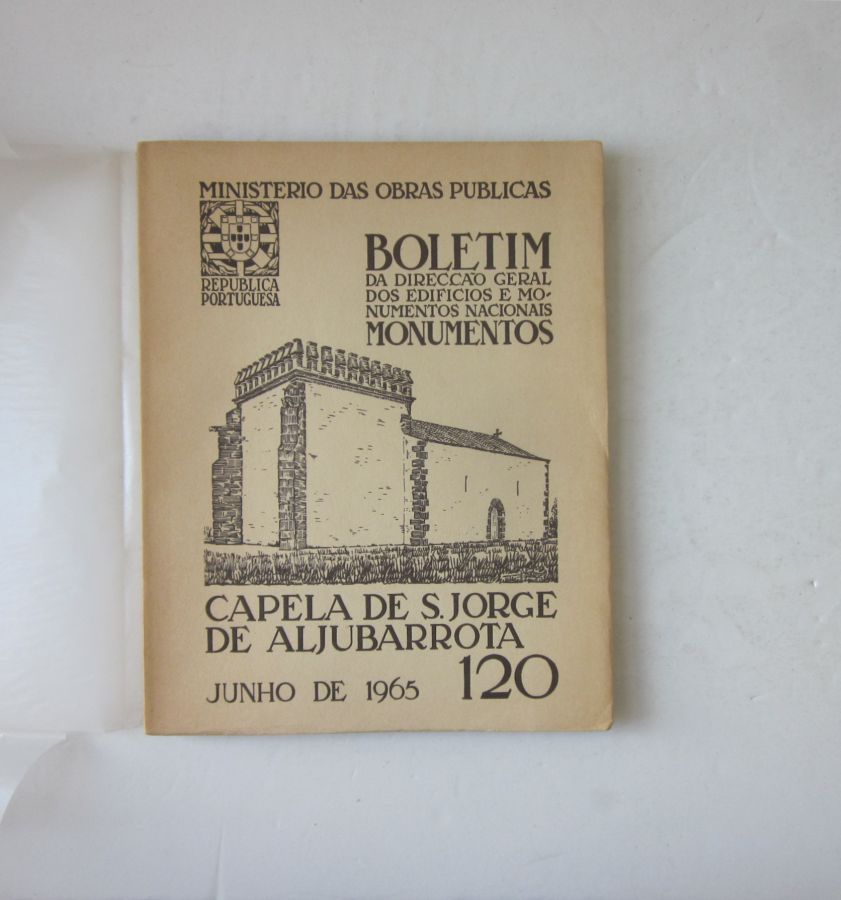 MINISTERIO DAS OBRAS PUBLICAS
REPUBLICA
PORTUGUESA
BOLETIM
DA DIRECCÃO GERAL
DOS EDIFICIOS E MO-
NUMENTOS NACIONAIS
MONUMENTOS
CAPELA DE S. JORGE
DE ALJUBARROTA
JUNHO DE 1965 120